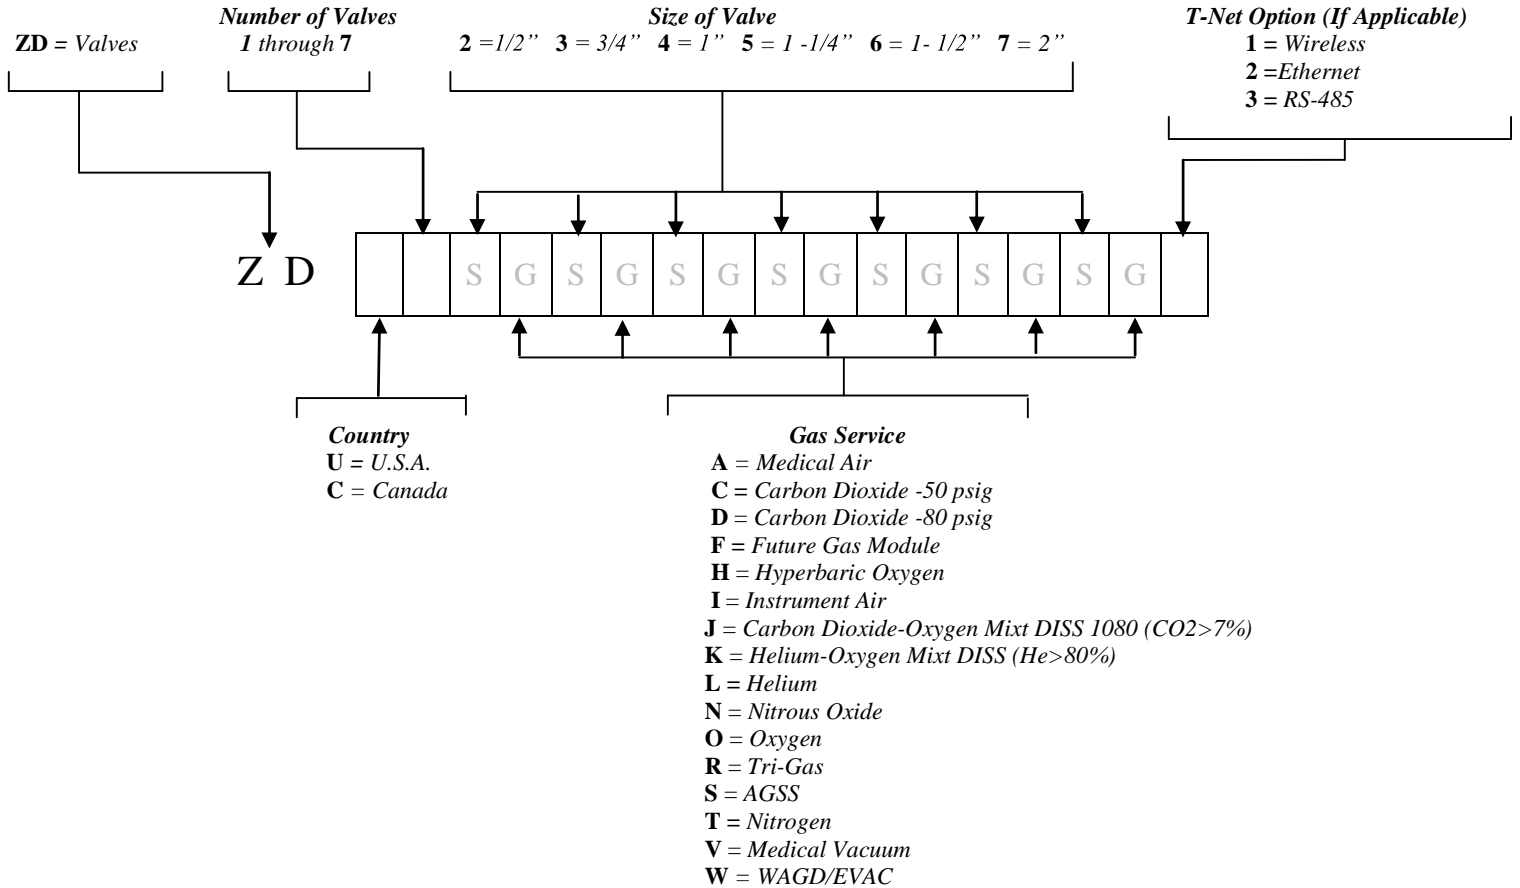 Number of Valves
1 through 7
Size of Valve
2 =1/2” 3 = 3/4” 4 = 1” 5 = 1 -1/4” 6 = 1- 1/2” 7 = 2”
T-Net Option (If Applicable)
1 = Wireless
2 =Ethernet
3 = RS-485
ZD = Valves
Z D
S G S G S G S G S G S G S G
Country
U = U.S.A.
C = Canada
Gas Service
A = Medical Air
C = Carbon Dioxide -50 psig
D = Carbon Dioxide -80 psig
F = Future Gas Module
H = Hyperbaric Oxygen
I = Instrument Air
J = Carbon Dioxide-Oxygen Mixt DISS 1080 (CO2>7%)
K = Helium-Oxygen Mixt DISS (He>80%)
L = Helium
N = Nitrous Oxide
O = Oxygen
R = Tri-Gas
S = AGSS
T = Nitrogen
V = Medical Vacuum
W = WAGD/EVAC